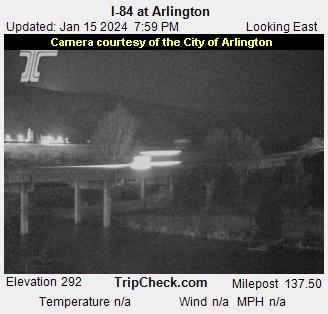 I-84 at Arlington
Updated: Jan 15 2024 7:59 PM Looking East
Camera courtesy of the City of Arlington
Elevation 292 TripCheck.com Milepost 137.50
Temperature n/a Wind n/a MPH n/a